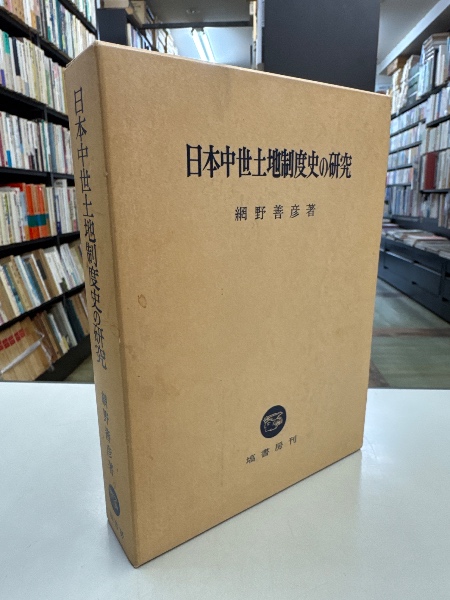 日本中世土地制度史の研究
網野善彦著
塙書房刊
日本中世土地制度史の研究
網野善彦著